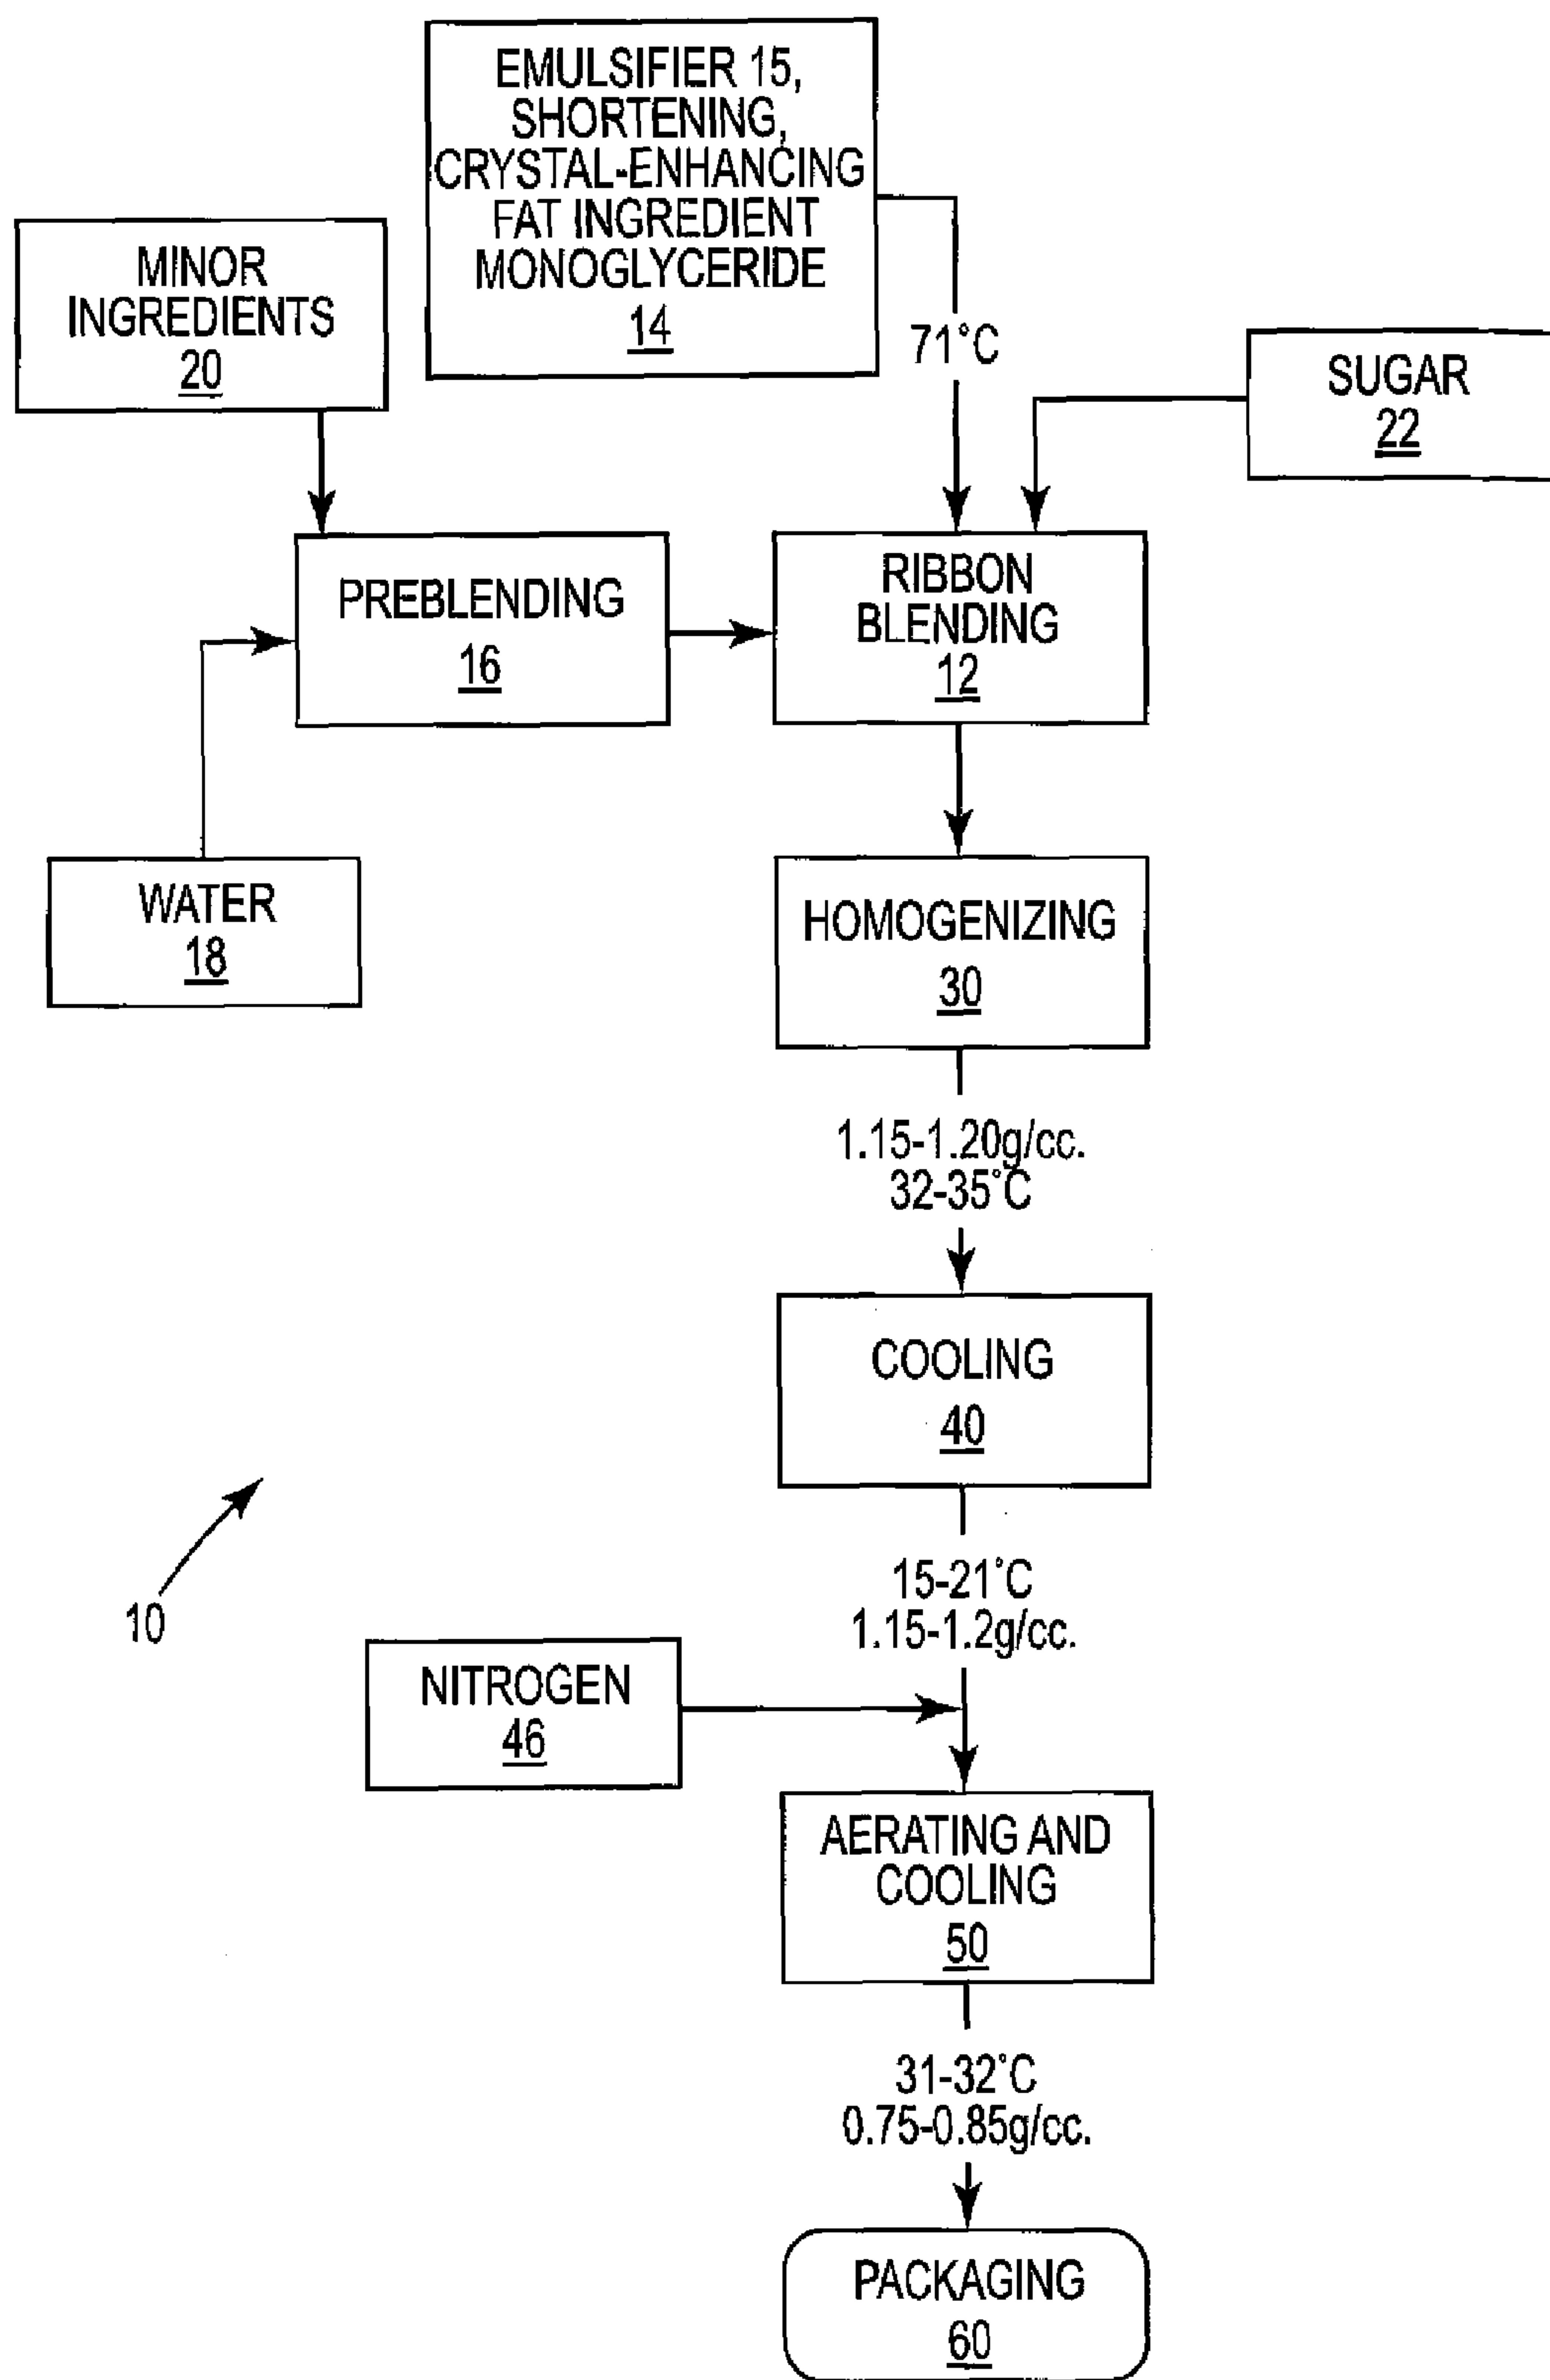 EMULSIFIER 15,
SHORTENING,
CRYSTAL-ENHANCING
FAT INGREDIENT
MONOGLYCERIDE
14
MINOR
INGREDIENTS
20
71°C
SUGAR
22
PREBLENDING
16
RIBBON
BLENDING
12
WATER
18
HOMOGENIZING
30
1.15-1.20g/cc.
32-35°C
COOLING
40
10
15-21°C
1.15-1.2g/cc.
NITROGEN
46
AERATING AND
COOLING
50
31-32°C
0.75-0.85g/cc.
PACKAGING
60